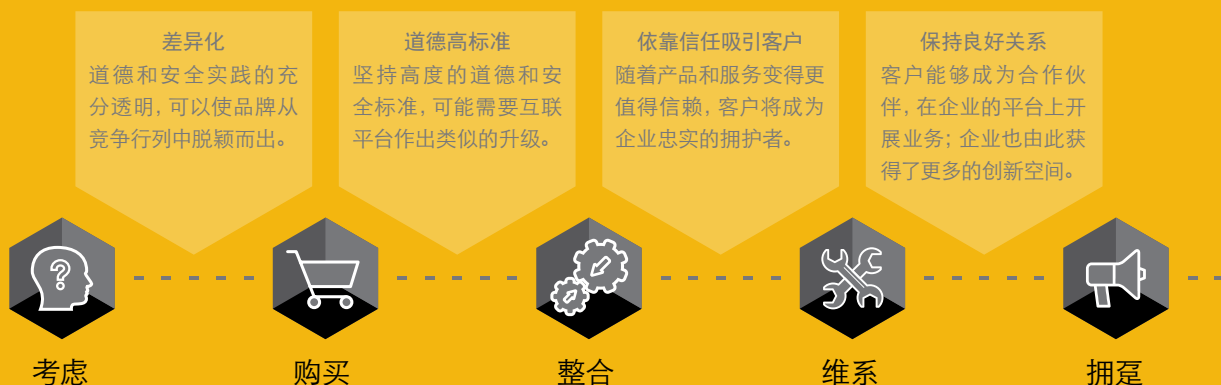 差异化
道德和安全实践的充
分透明，可以使品牌从
竞争行列中脱颖而出。
道德高标准
坚持高度的道德和安
全标准，可能需要互联
平台作出类似的升级。
依靠信任吸引客户
随着产品和服务变得更
值得信赖，客户将成为
企业忠实的拥护者。
保持良好关系
客户能够成为合作伙
伴，在企业的平台上开
展业务；企业也由此获
得了更多的创新空间。
?
考虑
购买
整合
维系
拥趸